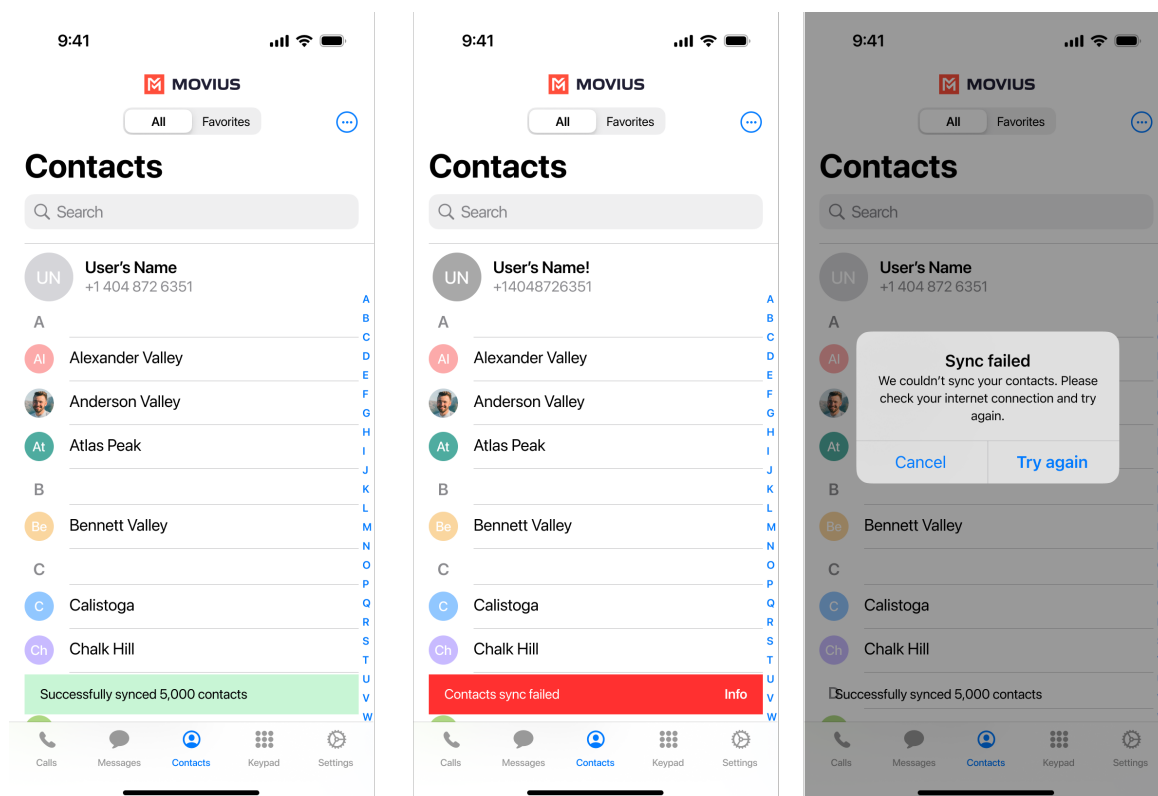 9:41
MOVIUS
All Favorites
Contacts
Search
UN
User's Name
+1 404 872 6351
A
Al Alexander Valley
Anderson Valley
At Atlas Peak
B
Be Bennett Valley
C
C Calistoga
Ch Chalk Hill
Successfully synced 5,000 contacts
A
B
C
D
E
F
G
H
I
J
K
L
M
N
O
P
Q
R
S
T
U
V
W
Calls Messages Contacts Keypad Settings
9:41
MOVIUS
All Favorites
Contacts
Search
UN
User's Name!
+14048726351
A
Al Alexander Valley
Anderson Valley
At Atlas Peak
B
Be Bennett Valley
C
C Calistoga
Ch Chalk Hill
Contacts sync failed Info
A
B
C
D
E
F
G
H
I
J
K
L
M
N
O
P
Q
R
S
T
U
V
W
Calls Messages Contacts Keypad Settings
9:41
MOVIUS
All Favorites
Contacts
Search
UN
User's Name
+1 404 872 6351
A
Al
Sync failed
We couldn't sync your contacts. Please
check your internet connection and try
again.
Cancel Try again
At
B
Be Bennett Valley
C
C Calistoga
Ch Chalk Hill
D
Successfully synced 5,000 contacts
Calls Messages Contacts Keypad Settings